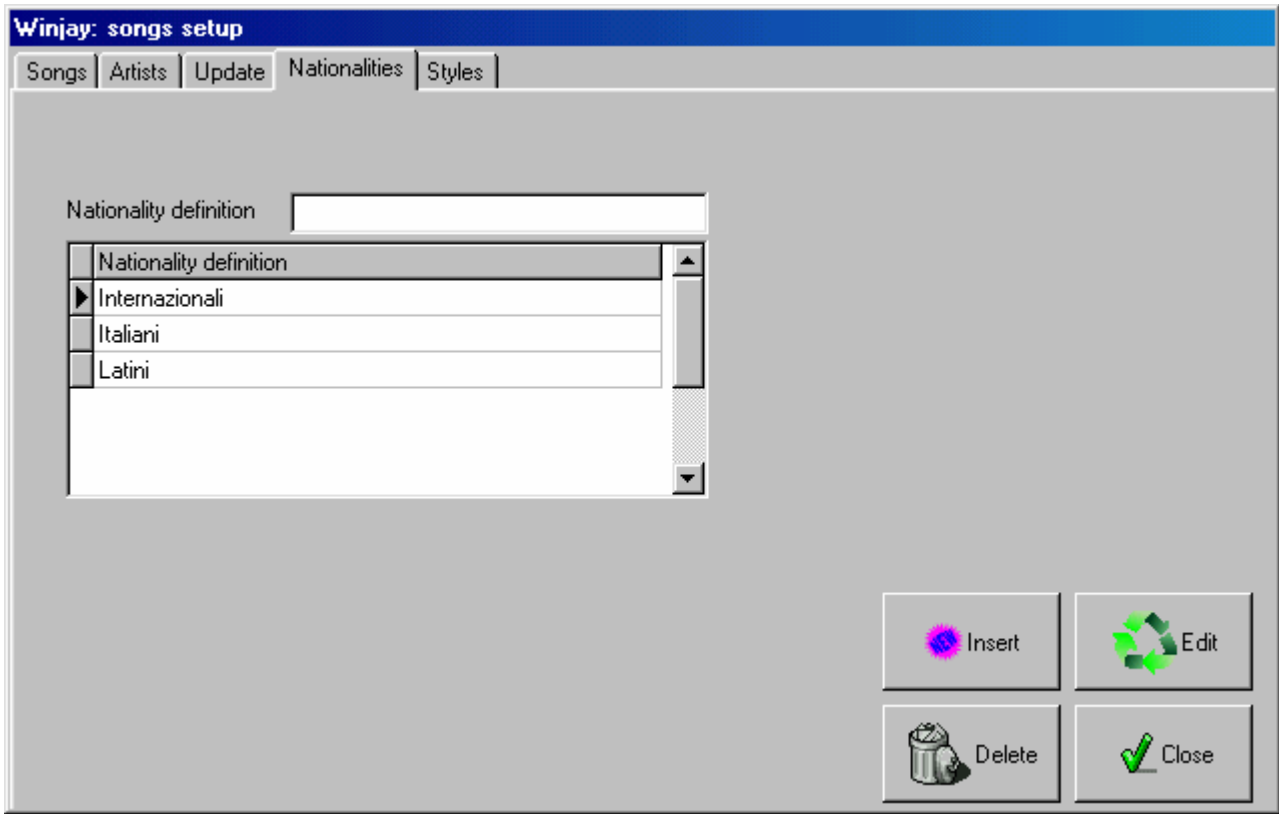 Winjay: songs setup
Songs Artists Update Nationalities Styles
Nationality definition
Nationality definition
Internazionali
Italiani
Latini
NEW Insert
Edit
Delete
Close